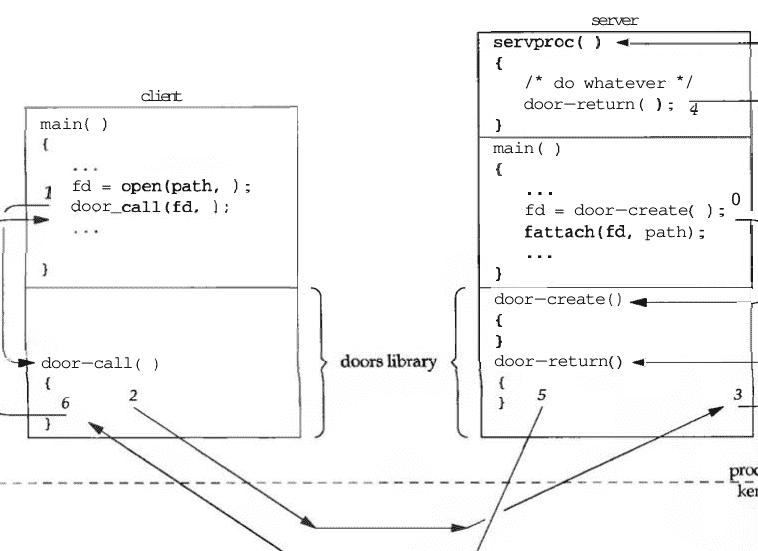 client
main( )
{
...
1
fd = open(path, );
door_call(fd, );
...
}
door—call( )
{
6
2
}
doors library
server
servproc( )
{
/* do whatever */
door—return( );
4
}
main( )
{
...
0
fd = door—create( );
fattach(fd, path);
...
}
door—create()
{
}
door—return()
{
5
3
}
proc
ker